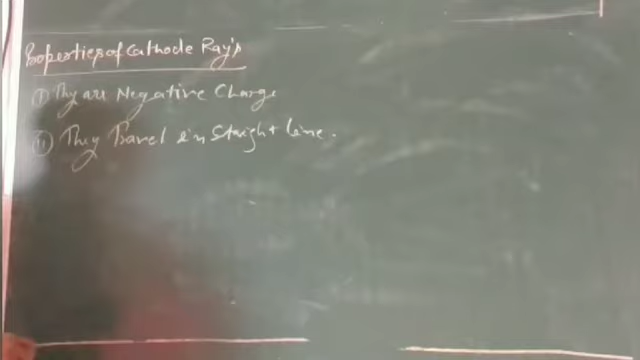 Properties of Cathode Ray's
(I) They are Negative Charge
(II) They Travel in Straight line.